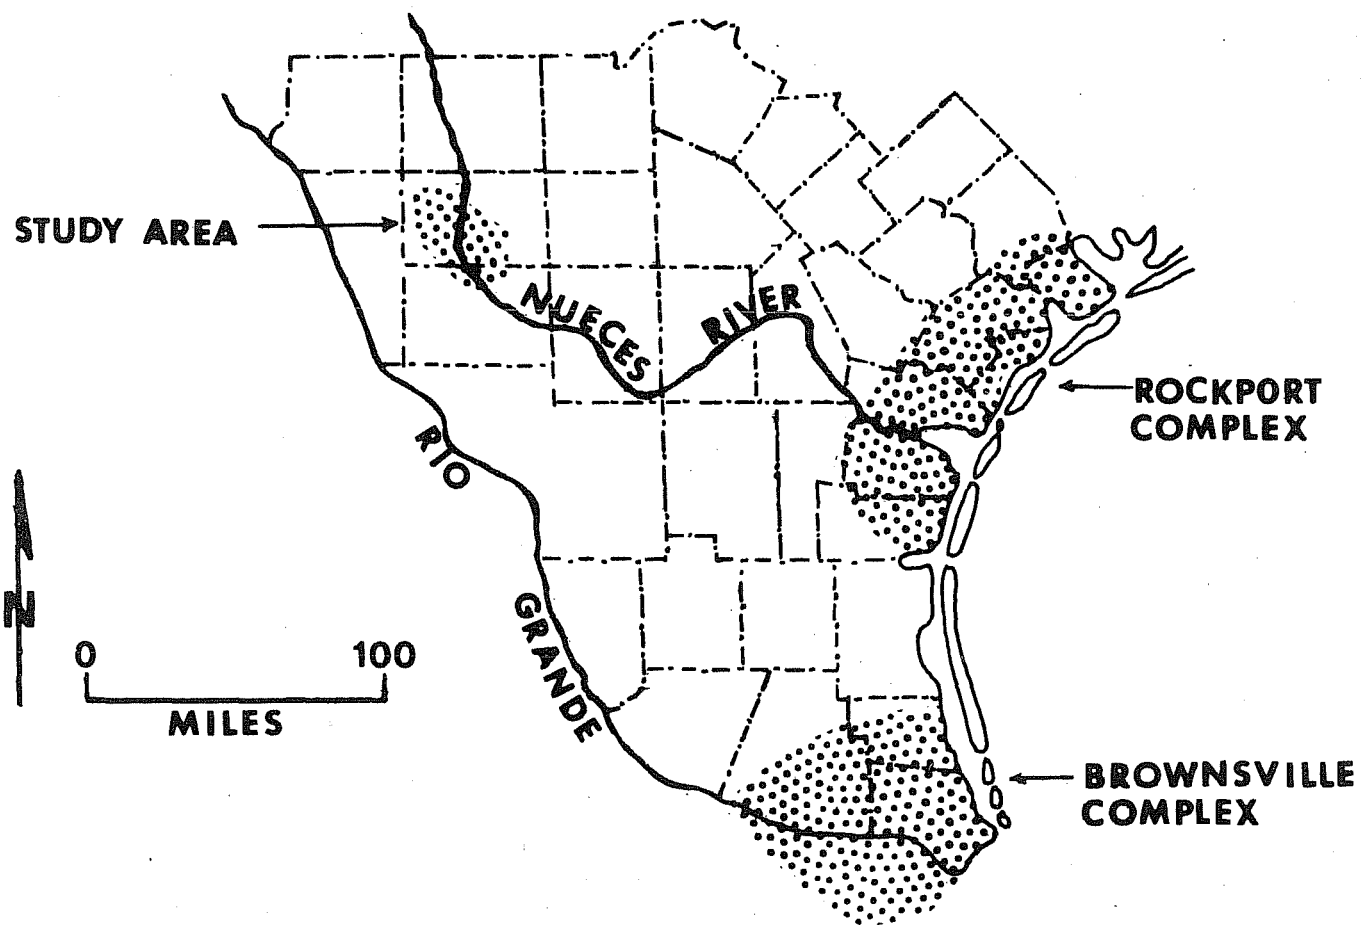 STUDY AREA
NUECES
RIVER
ROCKPORT
COMPLEX
RIO
GRANDE
N
0 100
MILES
BROWNSVILLE
COMPLEX